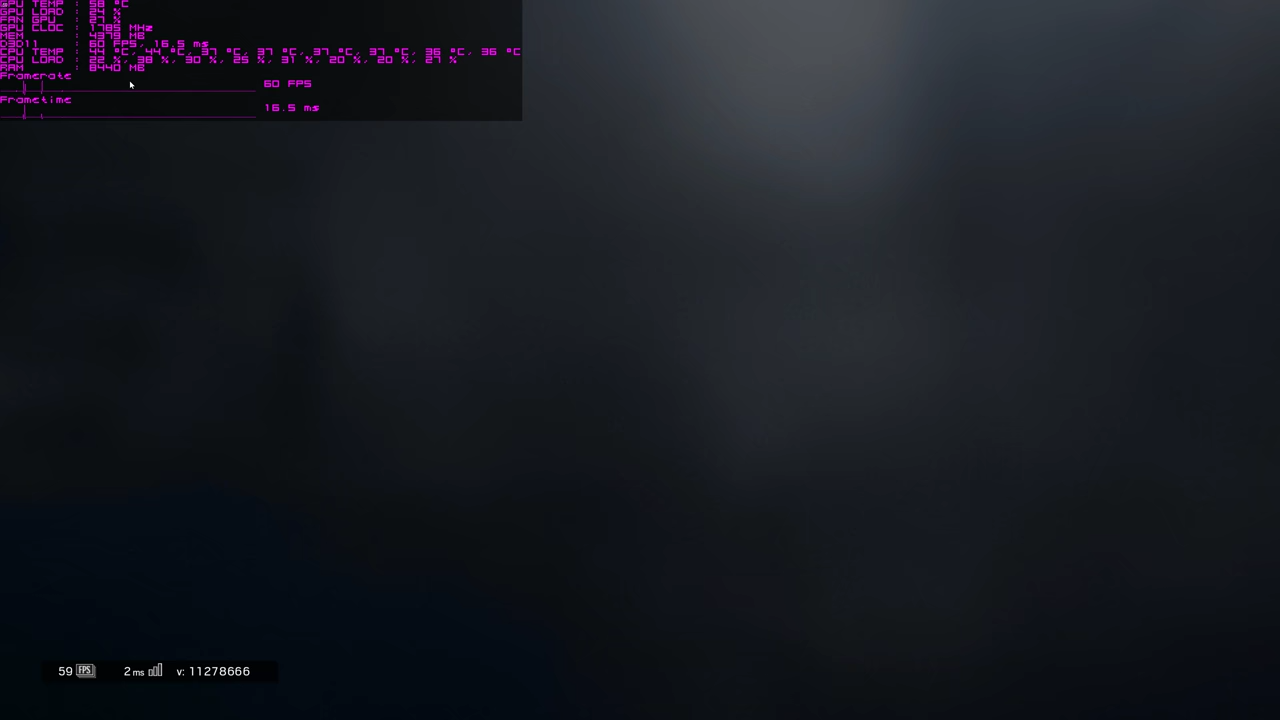 GPU TEMP : 58 °C
GPU LOAD : 24 %
FAN GPU : 27 %
GPU CLOC : 1785 MHz
MEM : 4379 MB
D3D11 : 60 FPS, 16.5 ms
CPU TEMP : 44 °C, 44 °C, 37 °C, 37 °C, 37 °C, 37 °C, 36 °C, 36 °C
CPU LOAD : 22 %, 38 %, 30 %, 25 %, 31 %, 20 %, 20 %, 27 %
RAM : 8440 MB
Framerate
60 FPS
Frametime
16.5 ms
59 FPS 2 ms v: 11278666